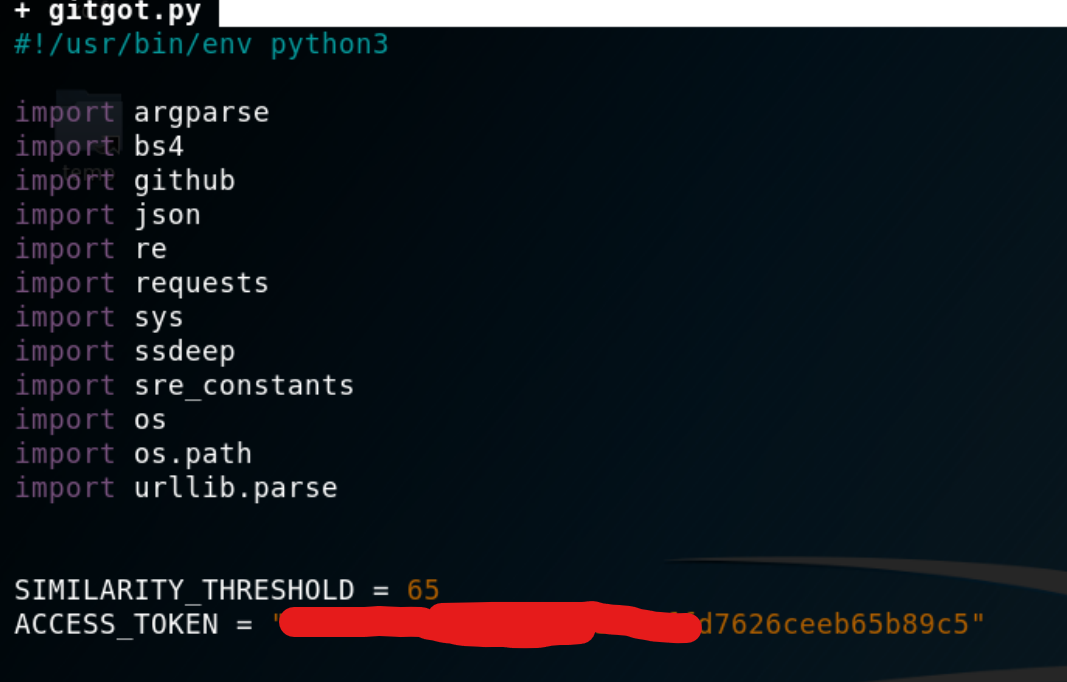 + gitgot.py
#!/usr/bin/env python3
import argparse
import bs4
import github
import json
import re
import requests
import sys
import ssdeep
import sre_constants
import os
import os.path
import urllib.parse
SIMILARITY_THRESHOLD = 65
ACCESS_TOKEN = "d7626ceeb65b89c5"